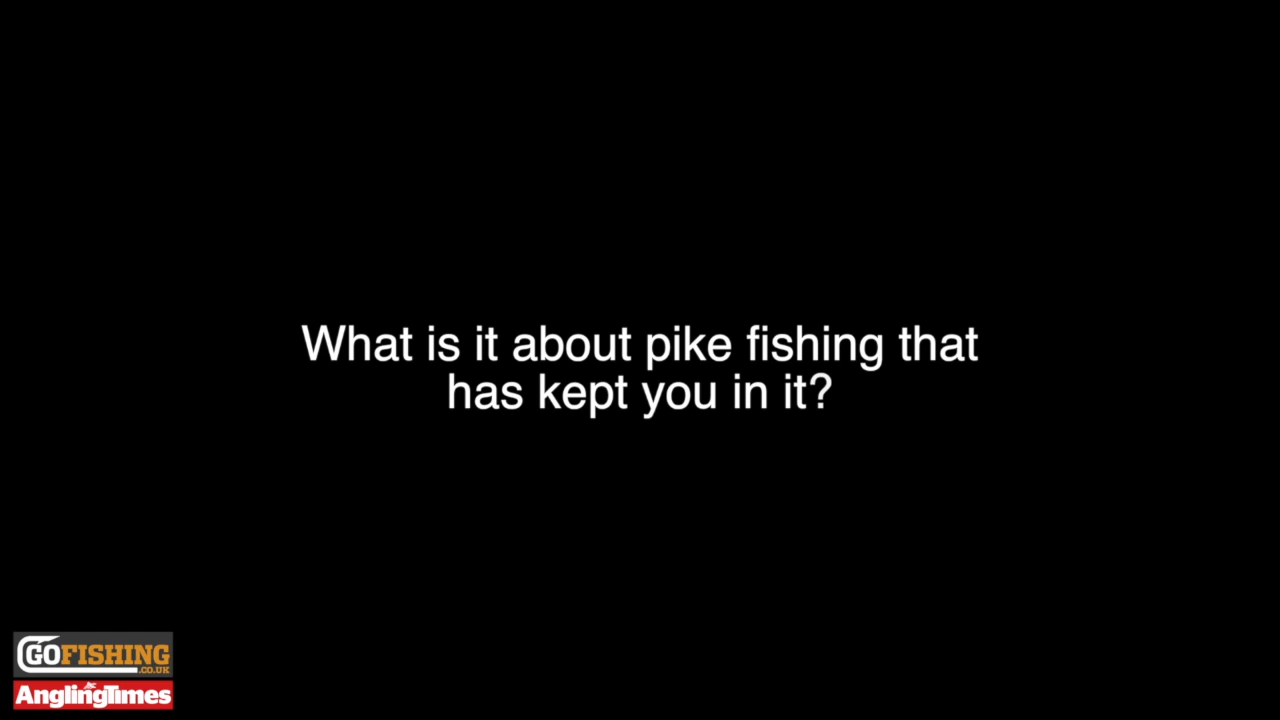 What is it about pike fishing that
has kept you in it?
GOFISHING
.CO.UK
AnglingTimes